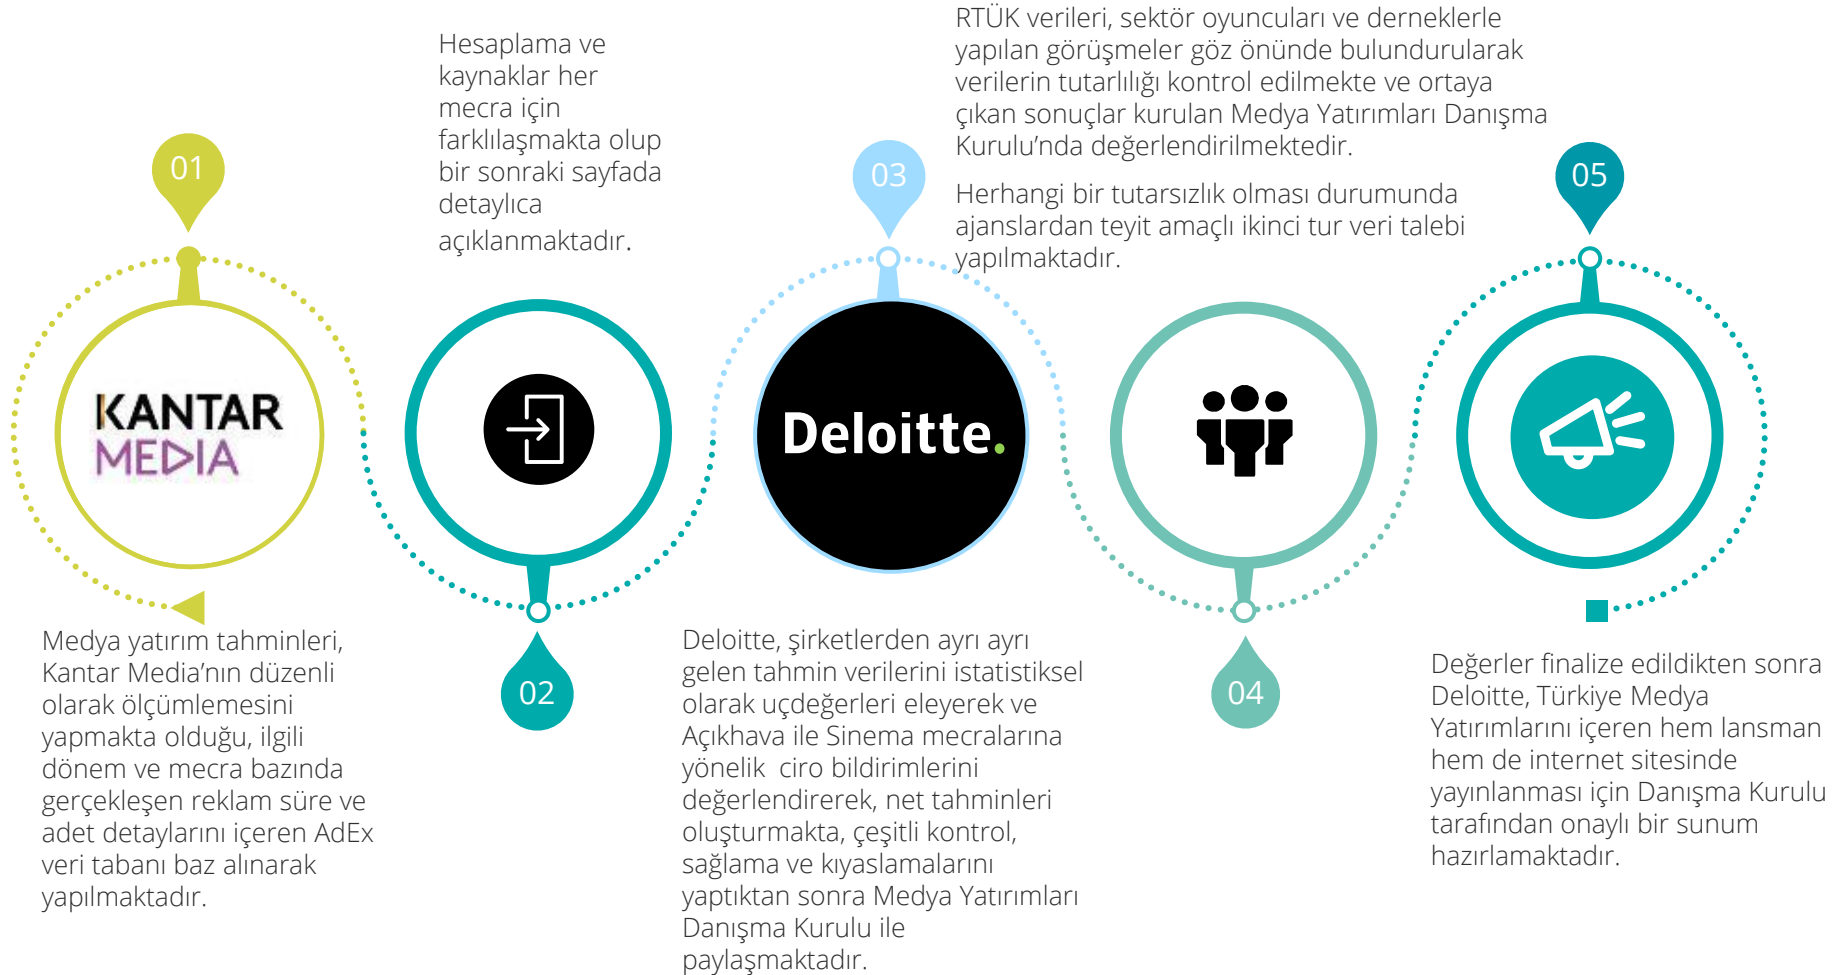 01
KANTAR
MEDIA
Medya yatırım tahminleri,
Kantar Media’nın düzenli
olarak ölçümlemesini
yapmakta olduğu, ilgili
dönem ve mecra bazında
gerçekleşen reklam süre ve
adet detaylarını içeren AdEx
veri tabanı baz alınarak
yapılmaktadır.
Hesaplama ve
kaynaklar her
mecra için
farklılaşmakta olup
bir sonraki sayfada
detaylıca
açıklanmaktadır.
02
03
Deloitte.
Deloitte, şirketlerden ayrı ayrı
gelen tahmin verilerini istatistiksel
olarak uçdeğerleri eleyerek ve
Açıkhava ile Sinema mecralarına
yönelik  ciro bildirimlerini
değerlendirerek, net tahminleri
oluşturmakta, çeşitli kontrol,
sağlama ve kıyaslamalarını
yaptıktan sonra Medya Yatırımları
Danışma Kurulu ile
paylaşmaktadır.
RTÜK verileri, sektör oyuncuları ve derneklerle
yapılan görüşmeler göz önünde bulundurularak
verilerin tutarlılığı kontrol edilmekte ve ortaya
çıkan sonuçlar kurulan Medya Yatırımları Danışma
Kurulu’nda değerlendirilmektedir.
Herhangi bir tutarsızlık olması durumunda
ajanslardan teyit amaçlı ikinci tur veri talebi
yapılmaktadır.
04
05
Değerler finalize edildikten sonra
Deloitte, Türkiye Medya
Yatırımlarını içeren hem lansman
hem de internet sitesinde
yayınlanması için Danışma Kurulu
tarafından onaylı bir sunum
hazırlamaktadır.